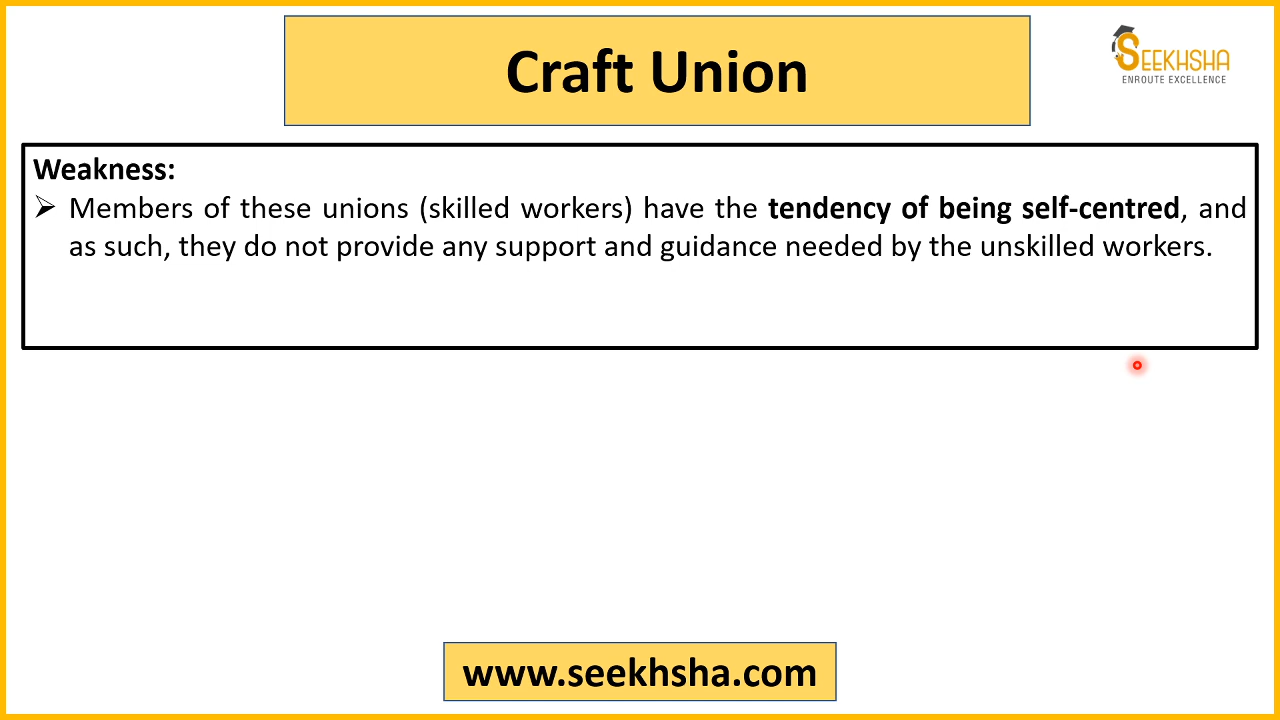 Craft Union
SEEKHSHA
ENROUTE EXCELLENCE
Weakness:
➢ Members of these unions (skilled workers) have the tendency of being self-centred, and
as such, they do not provide any support and guidance needed by the unskilled workers.
www.seekhsha.com